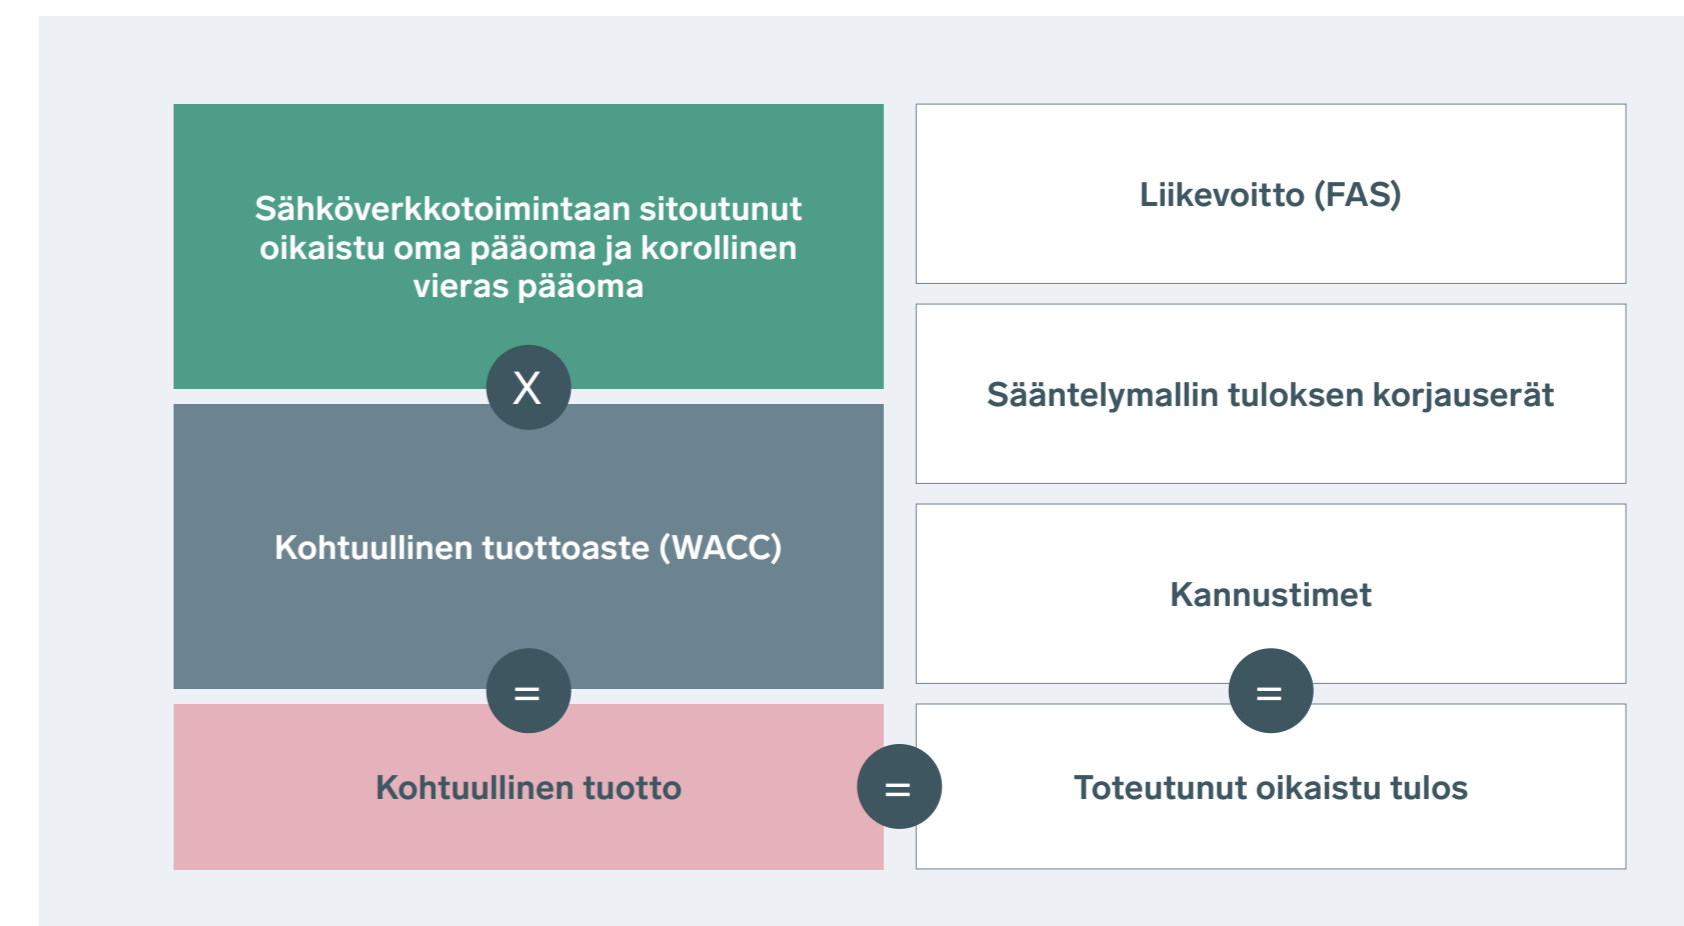 Sähköverkkotoimintaan sitoutunut
oikaistu oma pääoma ja korollinen
vieras pääoma
X
Kohtuullinen tuottoaste (WACC)
=
Kohtuullinen tuotto
=
Liikevoitto (FAS)
Sääntelymallin tuloksen korjauserät
Kannustimet
=
Toteutunut oikaistu tulos